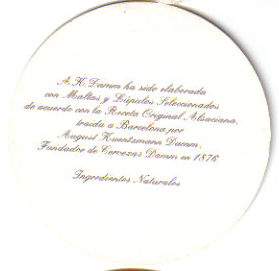 A. K. Damm ha sido elaborada
con Maltas y Lúpulos Seleccionados
de acuerdo con la Receta Original Alsaciana,
traida a Barcelona por
August Kuentzmann Damm,
Fundador de Cervezas Damm en 1876
Ingredientes Naturales